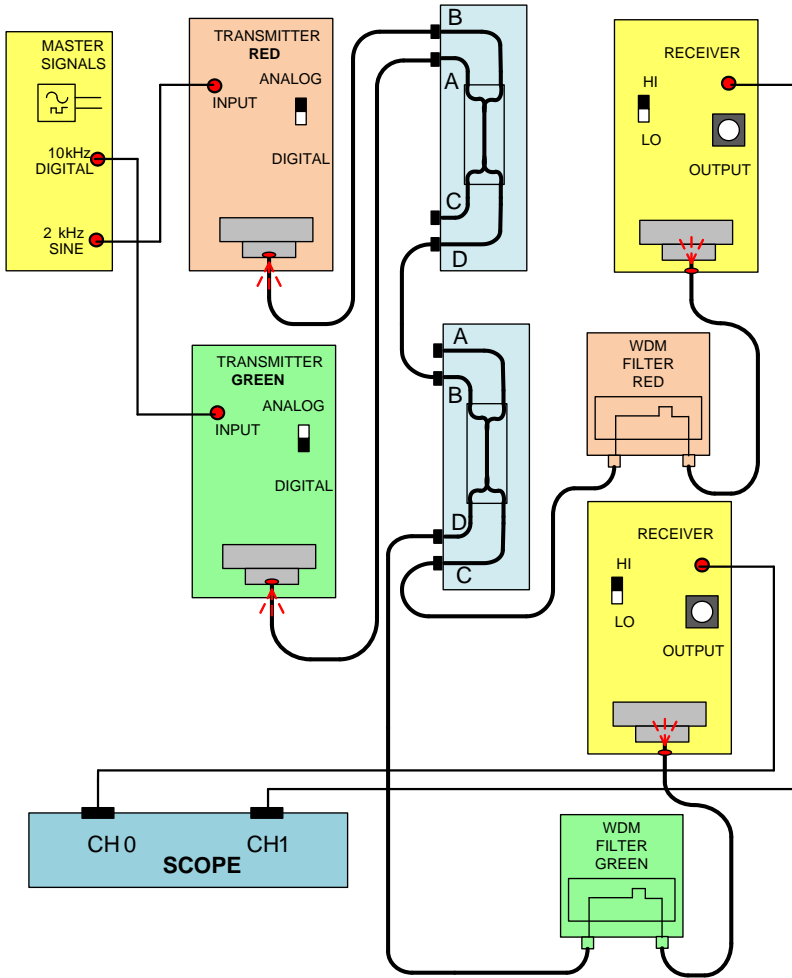 MASTER
SIGNALS
10kHz
DIGITAL
2 kHz
SINE
TRANSMITTER
RED
ANALOG
INPUT
DIGITAL
B
A
C
D
RECEIVER
HI
LO
OUTPUT
TRANSMITTER
GREEN
ANALOG
INPUT
DIGITAL
A
B
D
C
WDM
FILTER
RED
RECEIVER
HI
LO
OUTPUT
CH 0
CH1
SCOPE
WDM
FILTER
GREEN